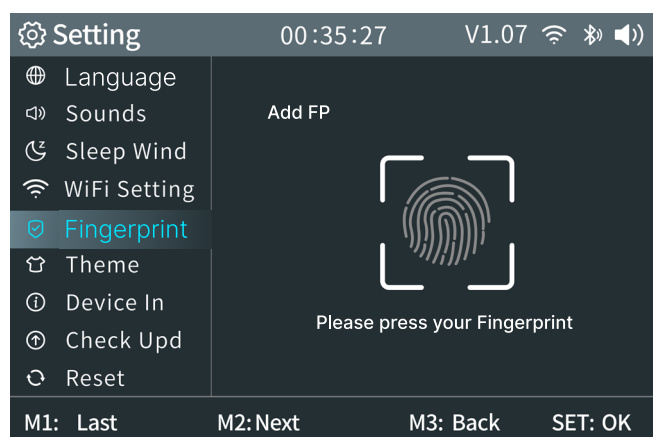 Setting 00:35:27 V1.07
Language
Sounds
Sleep Wind
WiFi Setting
Fingerprint
Theme
Device In
Check Upd
Reset
Add FP
Please press your Fingerprint
M1: Last M2: Next M3: Back SET: OK